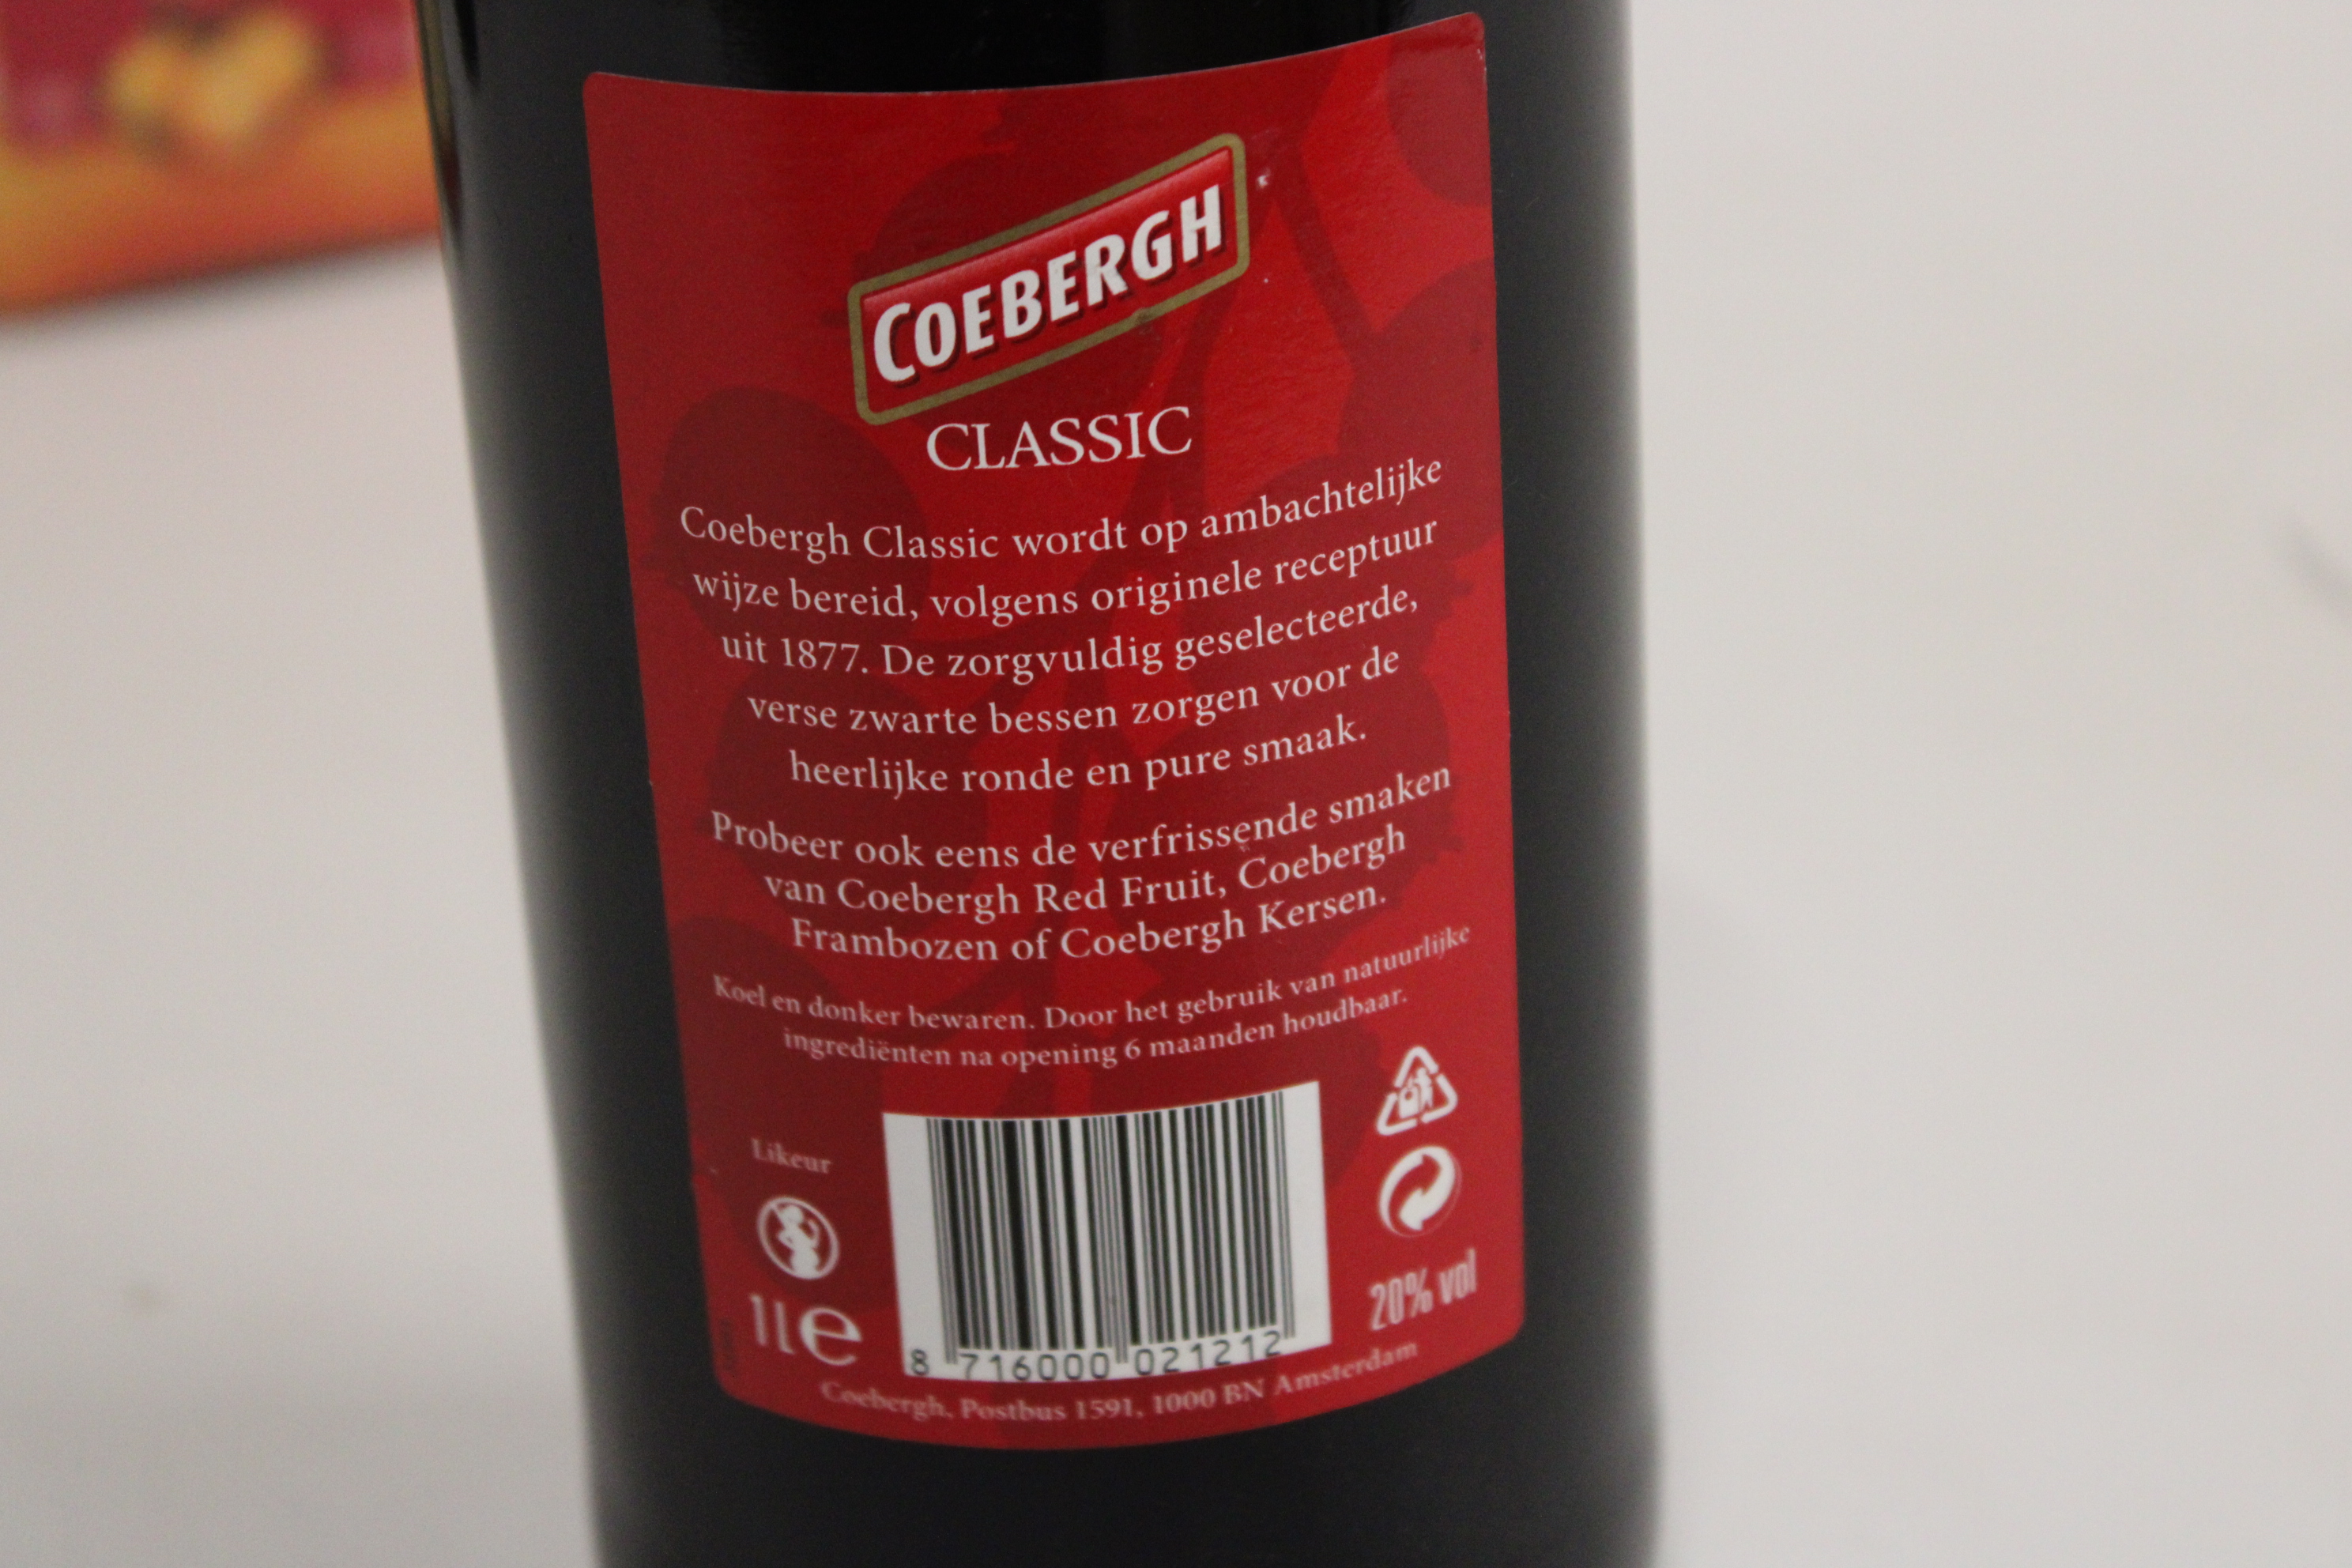 COEBERGH
CLASSIC
Coebergh Classic wordt op ambachtelijke
wijze bereid, volgens originele receptuur
uit 1877. De zorgvuldig geselecteerde,
verse zwarte bessen zorgen voor de
heerlijke ronde en pure smaak.
Probeer ook eens de verfrissende smaken
van Coebergh Red Fruit, Coebergh
Frambozen of Coebergh Kersen.
Koel en donker bewaren. Door het gebruik van natuurlijke
ingrediënten na opening 6 maanden houdbaar.
Likeur
1L e
20% vol
8 716000 021212
Coebergh, Postbus 1591, 1000 BN Amsterdam